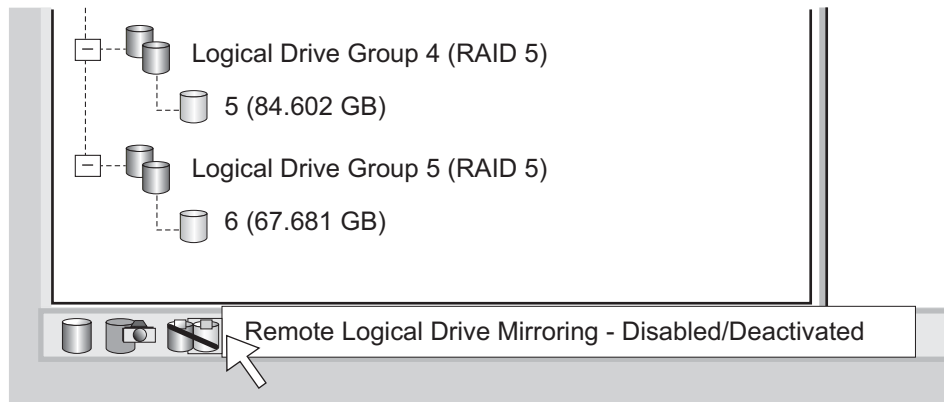 Logical Drive Group 4 (RAID 5)
5 (84.602 GB)
Logical Drive Group 5 (RAID 5)
6 (67.681 GB)
Remote Logical Drive Mirroring - Disabled/Deactivated